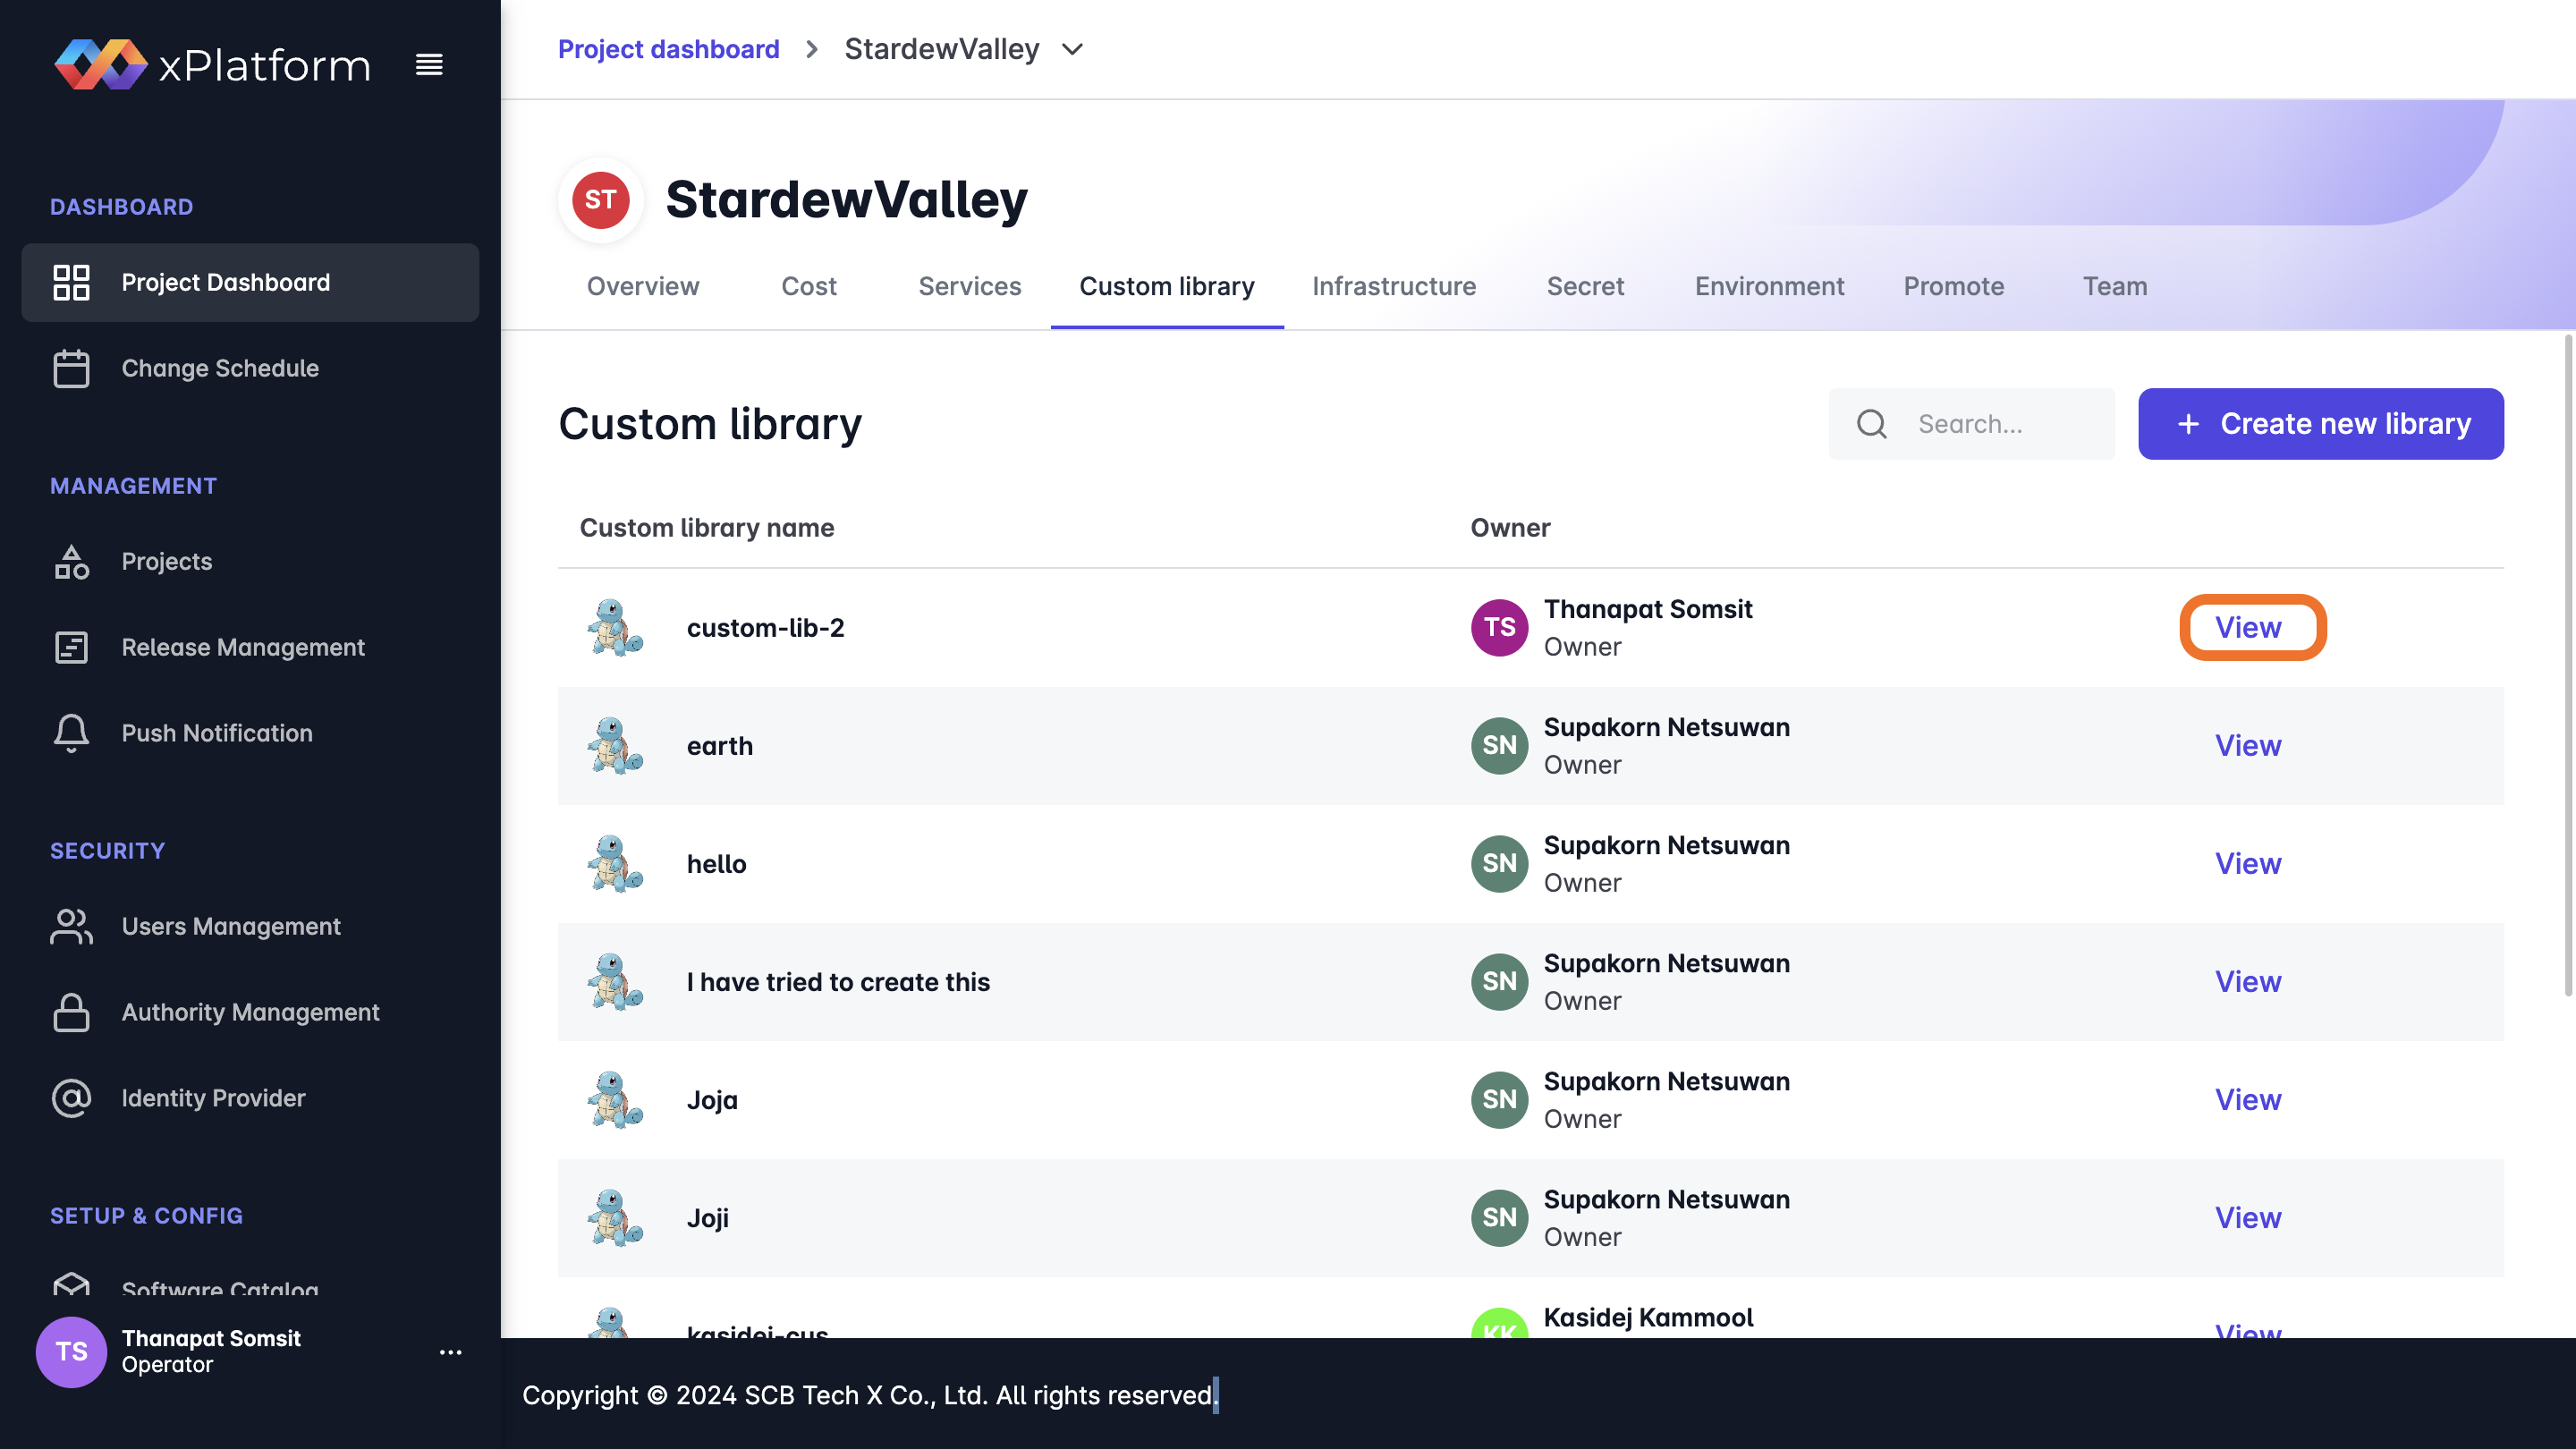 xPlatform
DASHBOARD
Project Dashboard
Change Schedule
MANAGEMENT
Projects
Release Management
Push Notification
SECURITY
Users Management
Authority Management
Identity Provider
SETUP & CONFIG
Software Catalog
TS
Thanapat Somsit
Operator
...
Project dashboard > StardewValley
ST StardewValley
Overview Cost Services Custom library Infrastructure Secret Environment Promote Team
Custom library
Search...
+ Create new library
Custom library name Owner
custom-lib-2 TS Thanapat Somsit View
Owner
earth SN Supakorn Netsuwan View
Owner
hello SN Supakorn Netsuwan View
Owner
I have tried to create this SN Supakorn Netsuwan View
Owner
Joja SN Supakorn Netsuwan View
Owner
Joji SN Supakorn Netsuwan View
Owner
kasidej-cus KK Kasidej Kammool View
Copyright © 2024 SCB Tech X Co., Ltd. All rights reserved.